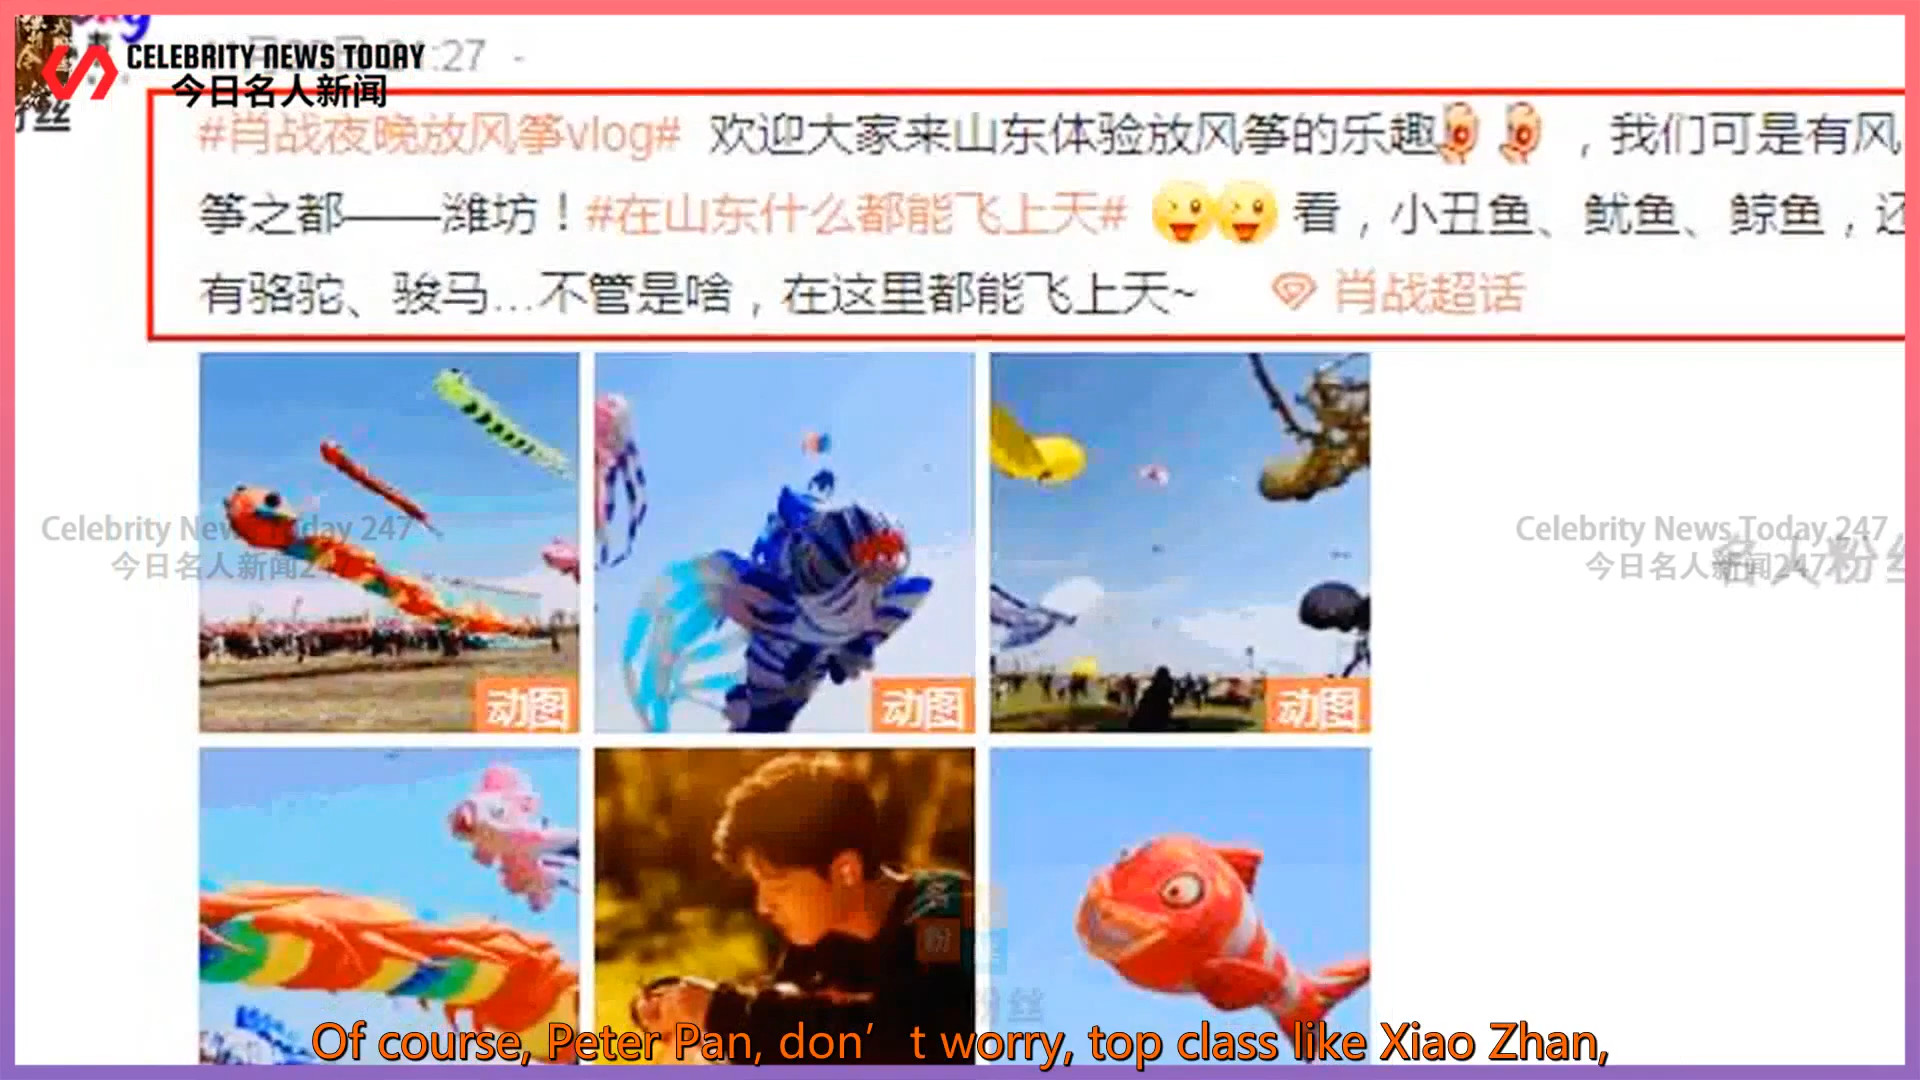 CELEBRITY NEWS TODAY
今日名人新闻
:27
#肖战夜晚放风筝vlog# 欢迎大家来山东体验放风筝的乐趣 ，我们可是有风
筝之都——潍坊！#在山东什么都能飞上天# 看，小丑鱼、鱿鱼、鲸鱼，还
有骆驼、骏马...不管是啥，在这里都能飞上天~ 肖战超话
Celebrity News Today 247
今日名人新闻247
Celebrity News Today 247
今日名人新闻247
名人粉丝
动图
动图
动图
Of course, Peter Pan, don’t worry, top class like Xiao Zhan,